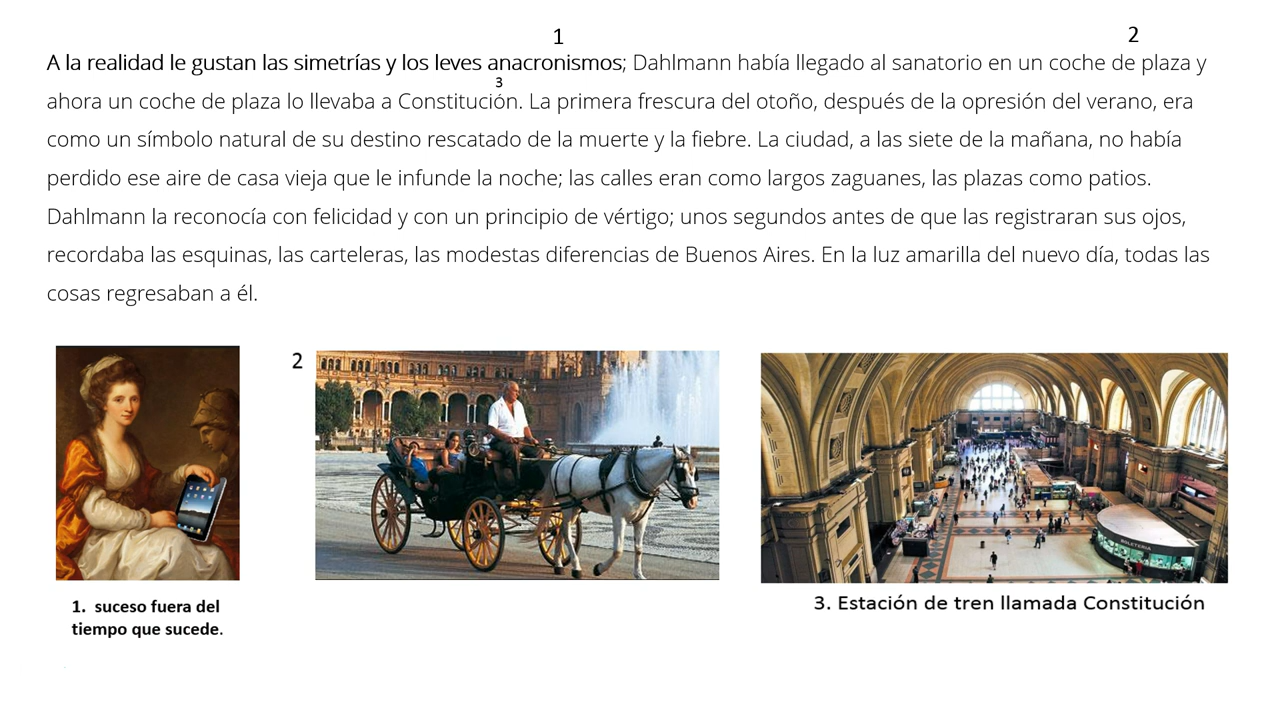 1
2
A la realidad le gustan las simetrías y los leves anacronismos; Dahlmann había llegado al sanatorio en un coche de plaza y
3
ahora un coche de plaza lo llevaba a Constitución. La primera frescura del otoño, después de la opresión del verano, era
como un símbolo natural de su destino rescatado de la muerte y la fiebre. La ciudad, a las siete de la mañana, no había
perdido ese aire de casa vieja que le infunde la noche; las calles eran como largos zaguanes, las plazas como patios.
Dahlmann la reconocía con felicidad y con un principio de vértigo; unos segundos antes de que las registraran sus ojos,
recordaba las esquinas, las carteleras, las modestas diferencias de Buenos Aires. En la luz amarilla del nuevo día, todas las
cosas regresaban a él.
2
BOLETERIA
1. suceso fuera del
tiempo que sucede.
3. Estación de tren llamada Constitución